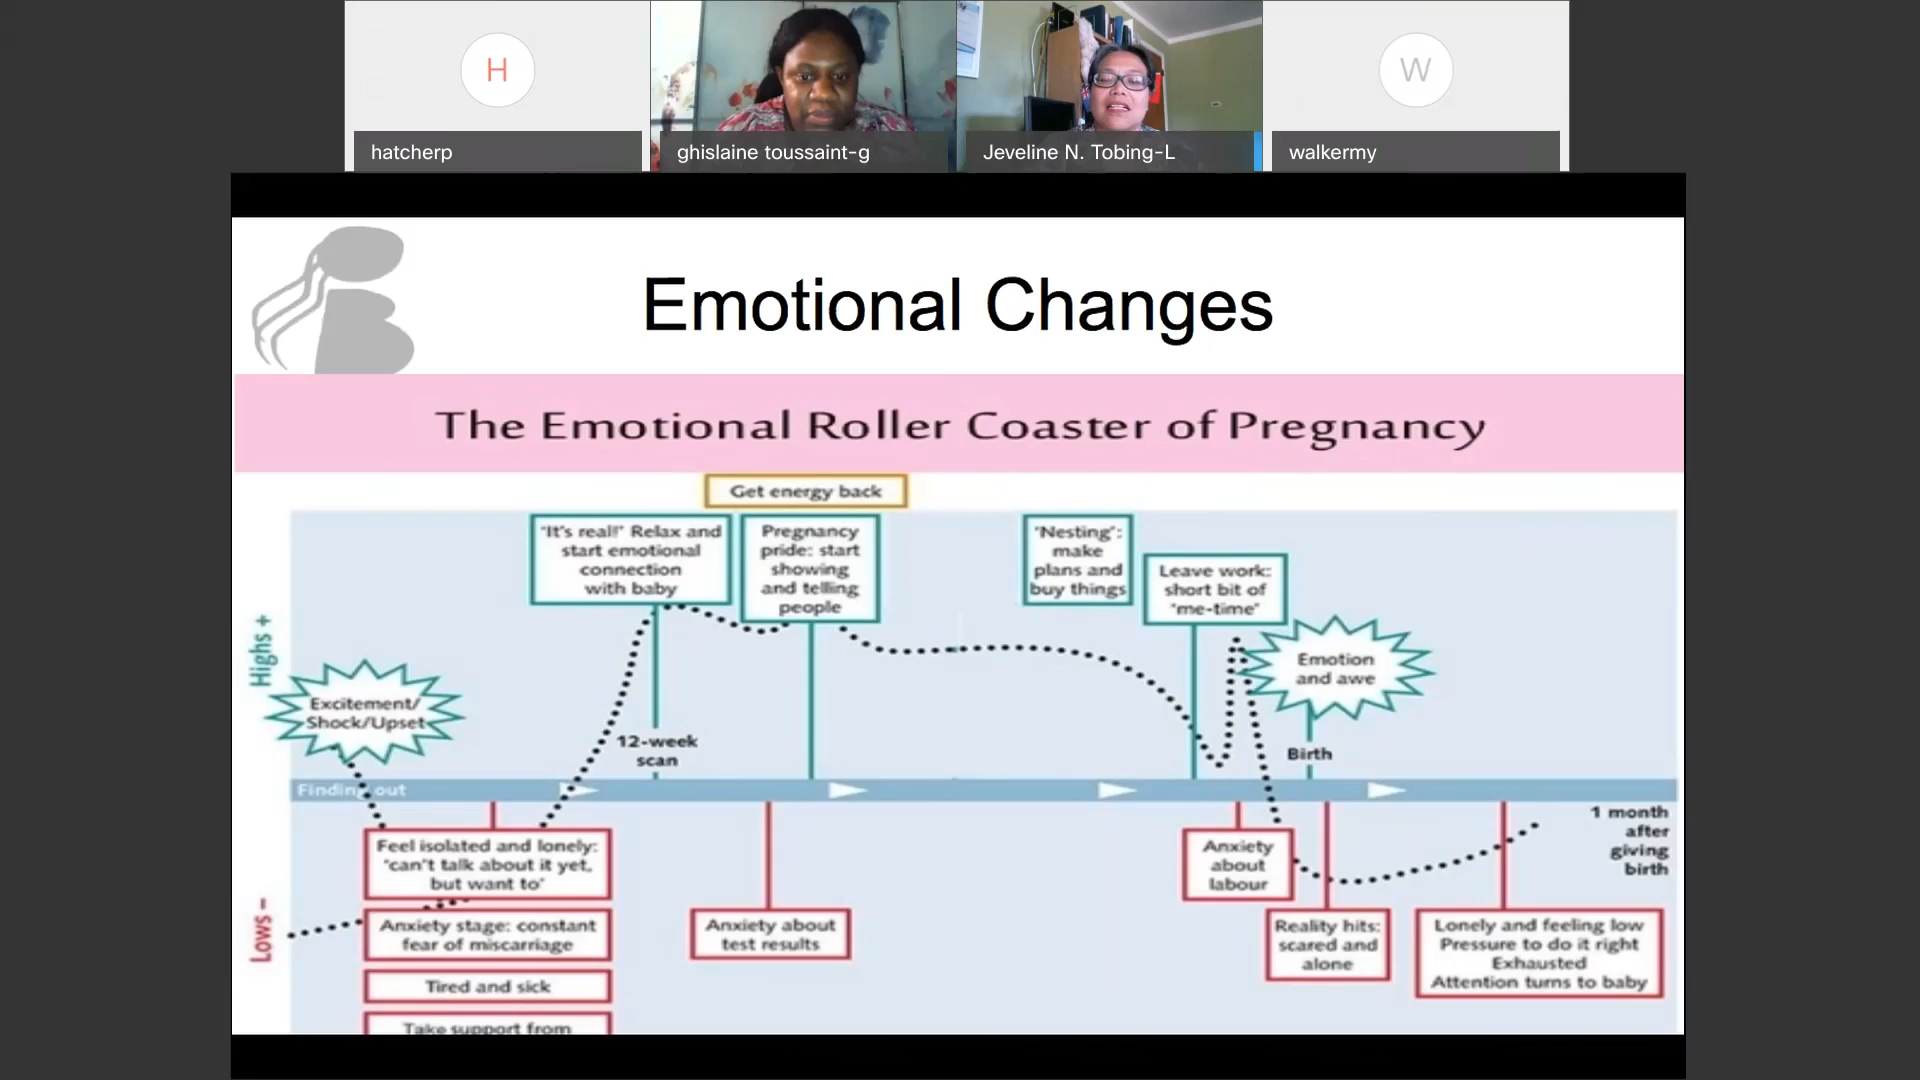 H
W
hatcherp
ghislaine toussaint-g
Jeveline N. Tobing-L
walkermy
Emotional Changes
The Emotional Roller Coaster of Pregnancy
Get energy back
"It's real!" Relax and
start emotional
connection
with baby
Pregnancy
pride: start
showing
and telling
people
"Nesting":
make
plans and
buy things
Leave work:
short bit of
"me-time"
Highs +
Excitement/
Shock/Upset
Emotion
and awe
12-week
scan
Birth
Finding out
1 month
after
giving
birth
Lows –
Feel isolated and lonely:
"can't talk about it yet,
but want to"
Anxiety stage: constant
fear of miscarriage
Tired and sick
Take support from
Anxiety about
test results
Anxiety
about
labour
Reality hits:
scared and
alone
Lonely and feeling low
Pressure to do it right
Exhausted
Attention turns to baby